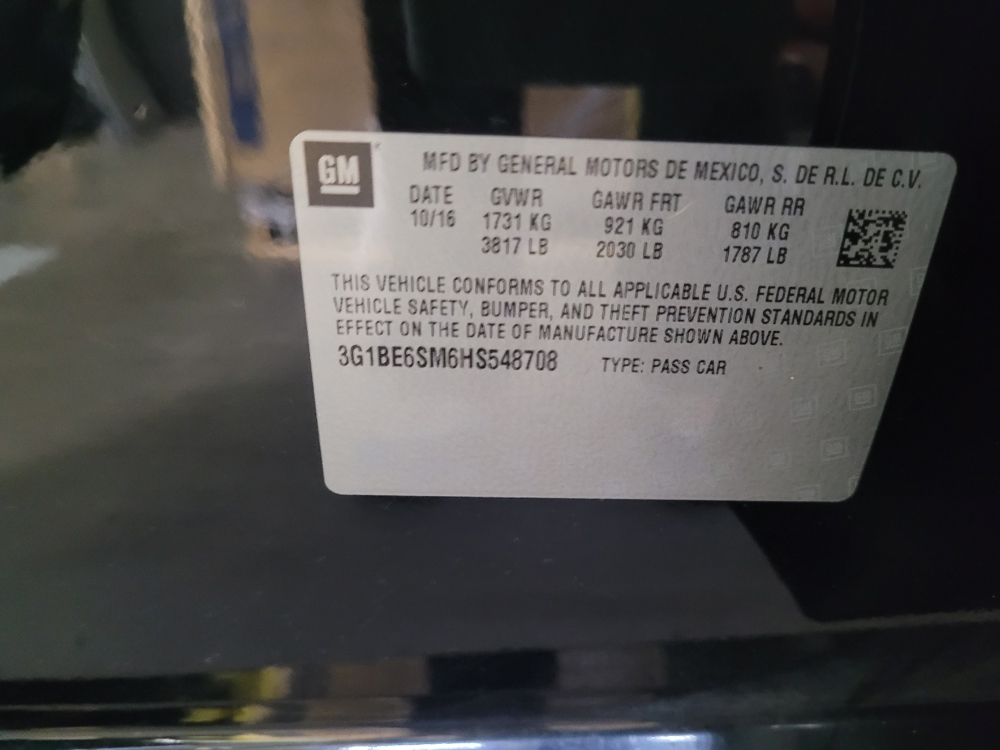 GM
MFD BY GENERAL MOTORS DE MEXICO, S. DE R.L. DE C.V.
DATE GVWR GAWR FRT GAWR RR
10/16 1731 KG 921 KG 810 KG
3817 LB 2030 LB 1787 LB
THIS VEHICLE CONFORMS TO ALL APPLICABLE U.S. FEDERAL MOTOR
VEHICLE SAFETY, BUMPER, AND THEFT PREVENTION STANDARDS IN
EFFECT ON THE DATE OF MANUFACTURE SHOWN ABOVE.
3G1BE6SM6HS548708 TYPE: PASS CAR